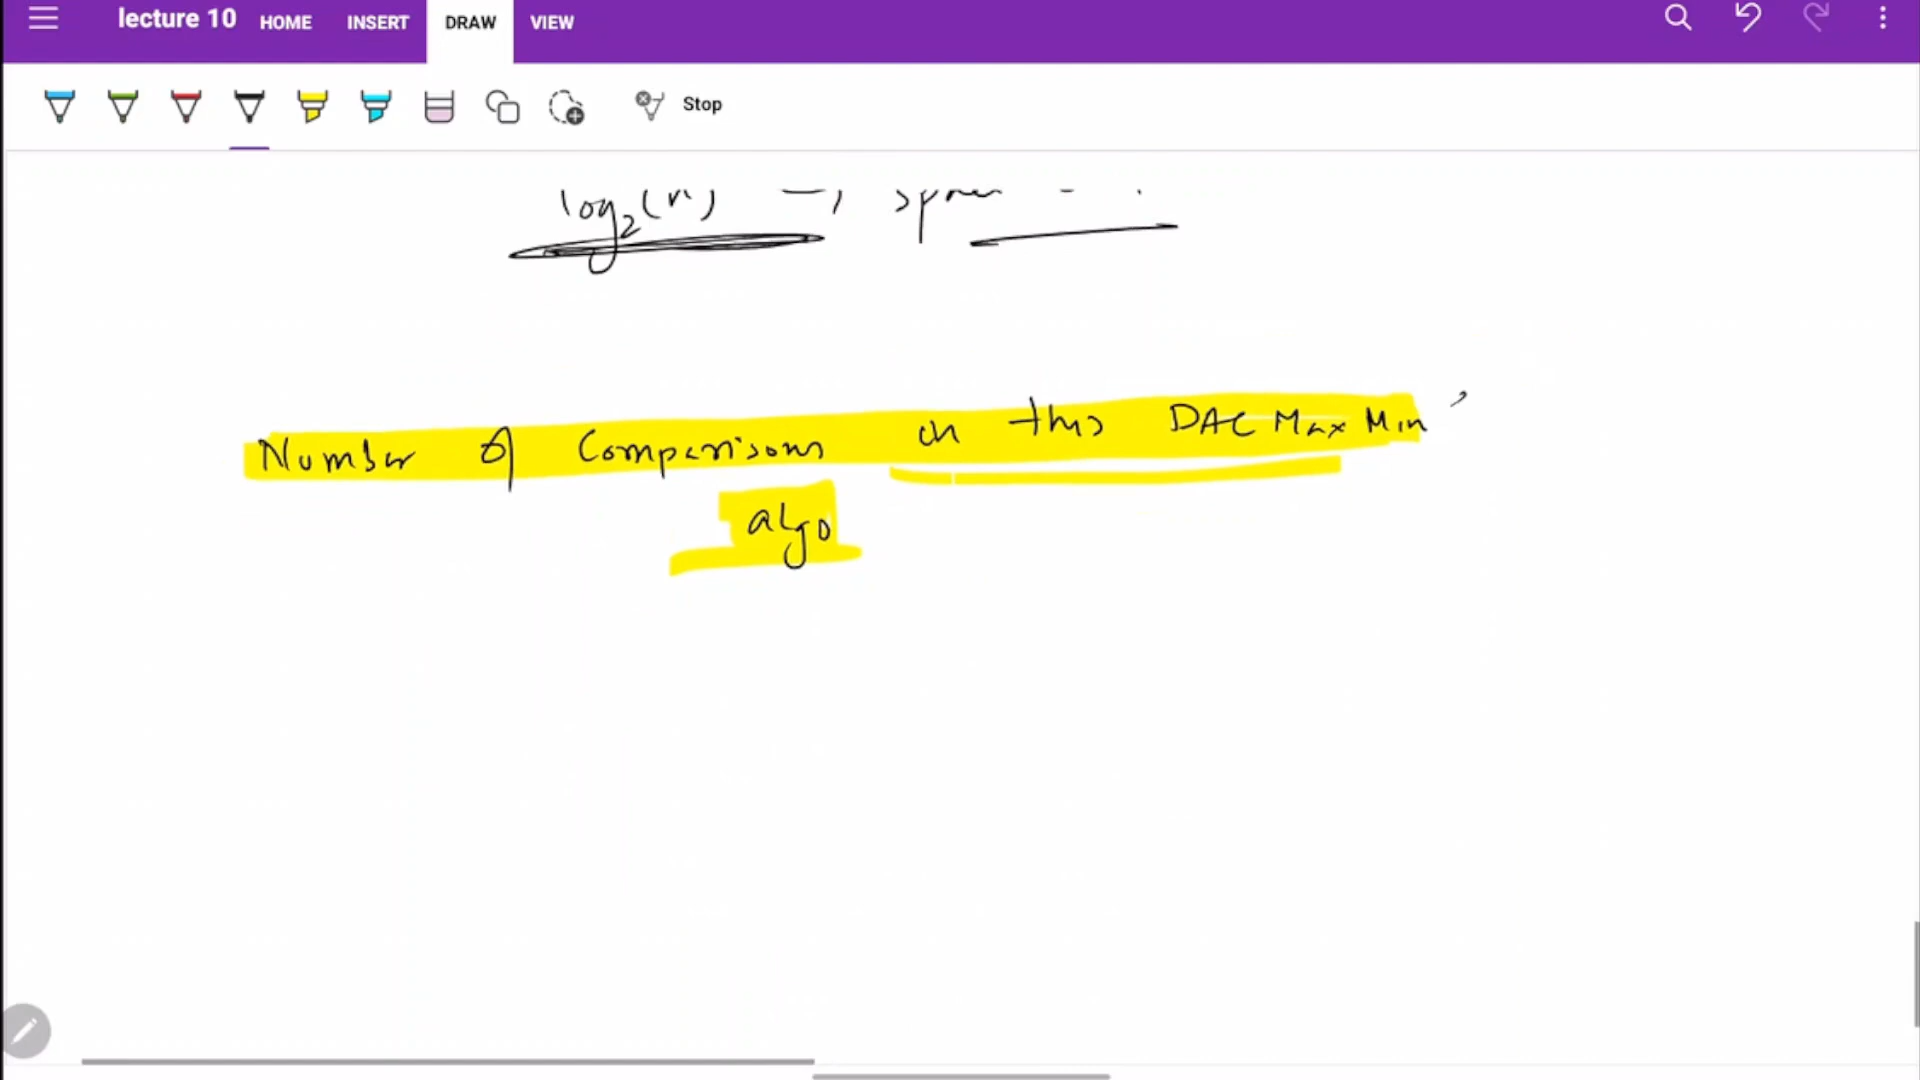 lecture 10 HOME INSERT DRAW VIEW
Stop
log₂(n) →
Number of Comparisons in this DAC Max Min
algo